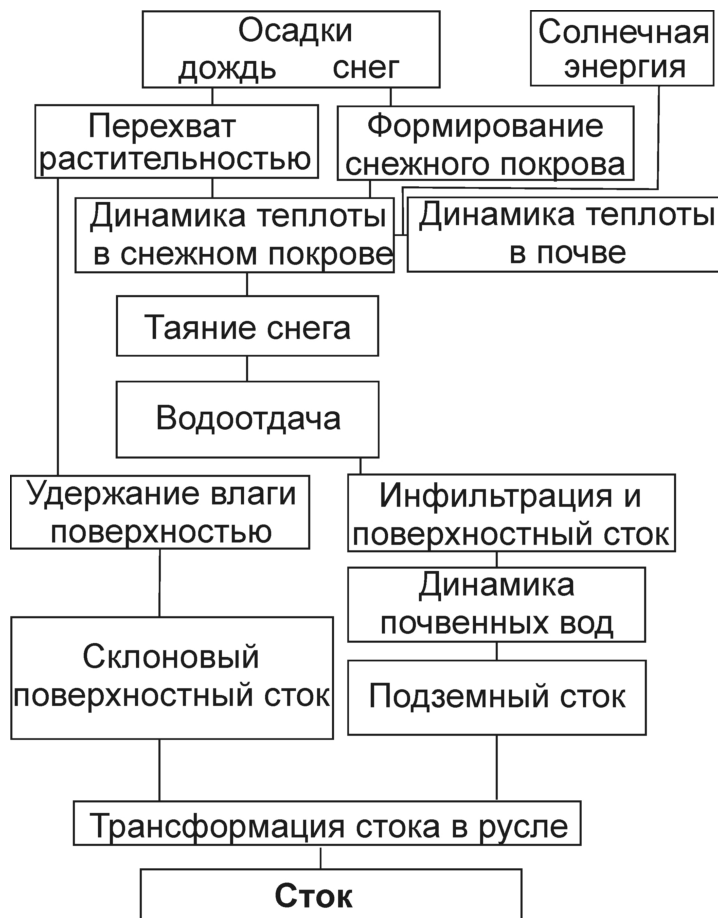 Осадки
дождь снег
Солнечная
энергия
Перехват
растительностью
Формирование
снежного покрова
Динамика теплоты
в снежном покрове
Динамика теплоты
в почве
Таяние снега
Водоотдача
Удержание влаги
поверхностью
Инфильтрация и
поверхностный сток
Динамика
почвенных вод
Склоновый
поверхностный сток
Подземный сток
Трансформация стока в русле
Сток